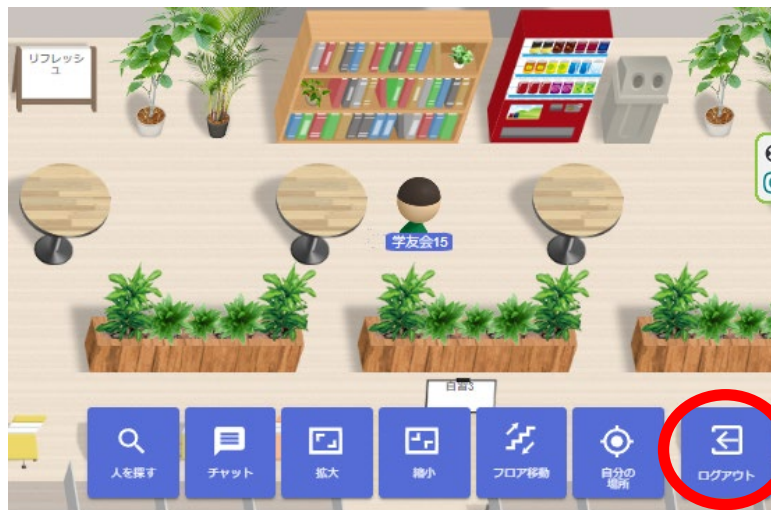 リフレッシ
ュ
学友会15
自習3
人を探す
チャット
拡大
縮小
フロア移動
自分の
場所
ログアウト